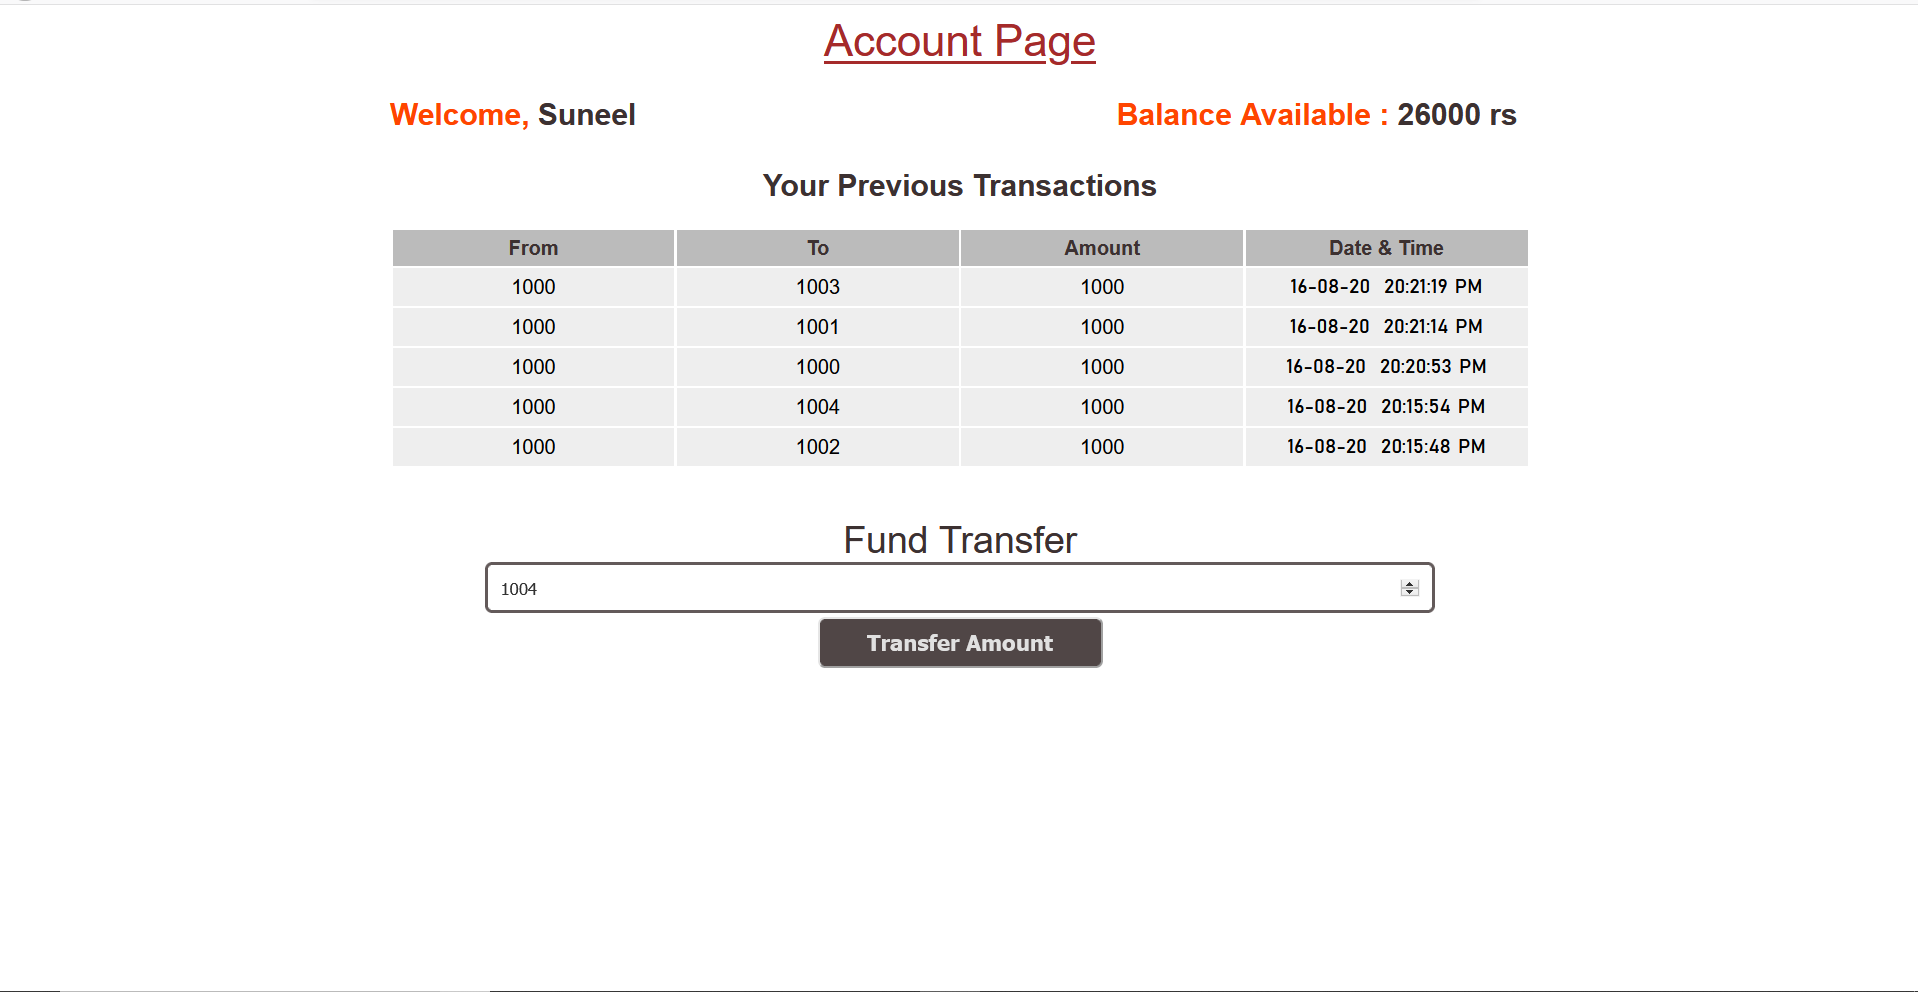 Account Page
Welcome, Suneel Balance Available : 26000 rs
Your Previous Transactions
From To Amount Date & Time
1000 1003 1000 16-08-20 20:21:19 PM
1000 1001 1000 16-08-20 20:21:14 PM
1000 1000 1000 16-08-20 20:20:53 PM
1000 1004 1000 16-08-20 20:15:54 PM
1000 1002 1000 16-08-20 20:15:48 PM
Fund Transfer
1004
Transfer Amount